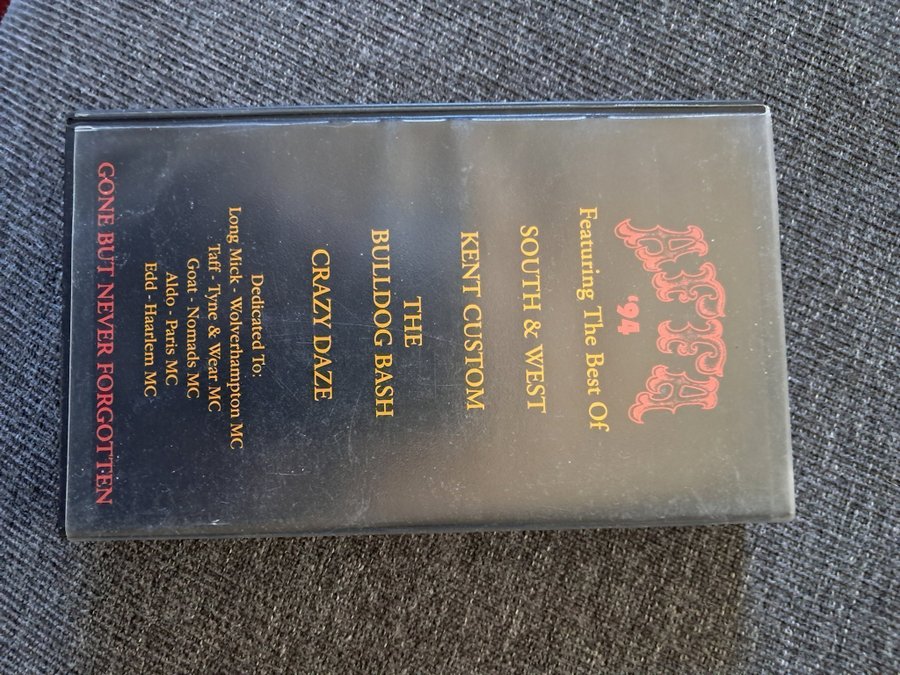 AFFA
'94
Featuring The Best Of
SOUTH & WEST
KENT CUSTOM
THE
BULLDOG BASH
CRAZY DAZE
Dedicated To:
Long Mick - Wolverhampton MC
Taff - Tyne & Wear MC
Goat - Nomads MC
Aldo - Paris MC
Edd - Haarlem MC
GONE BUT NEVER FORGOTTEN